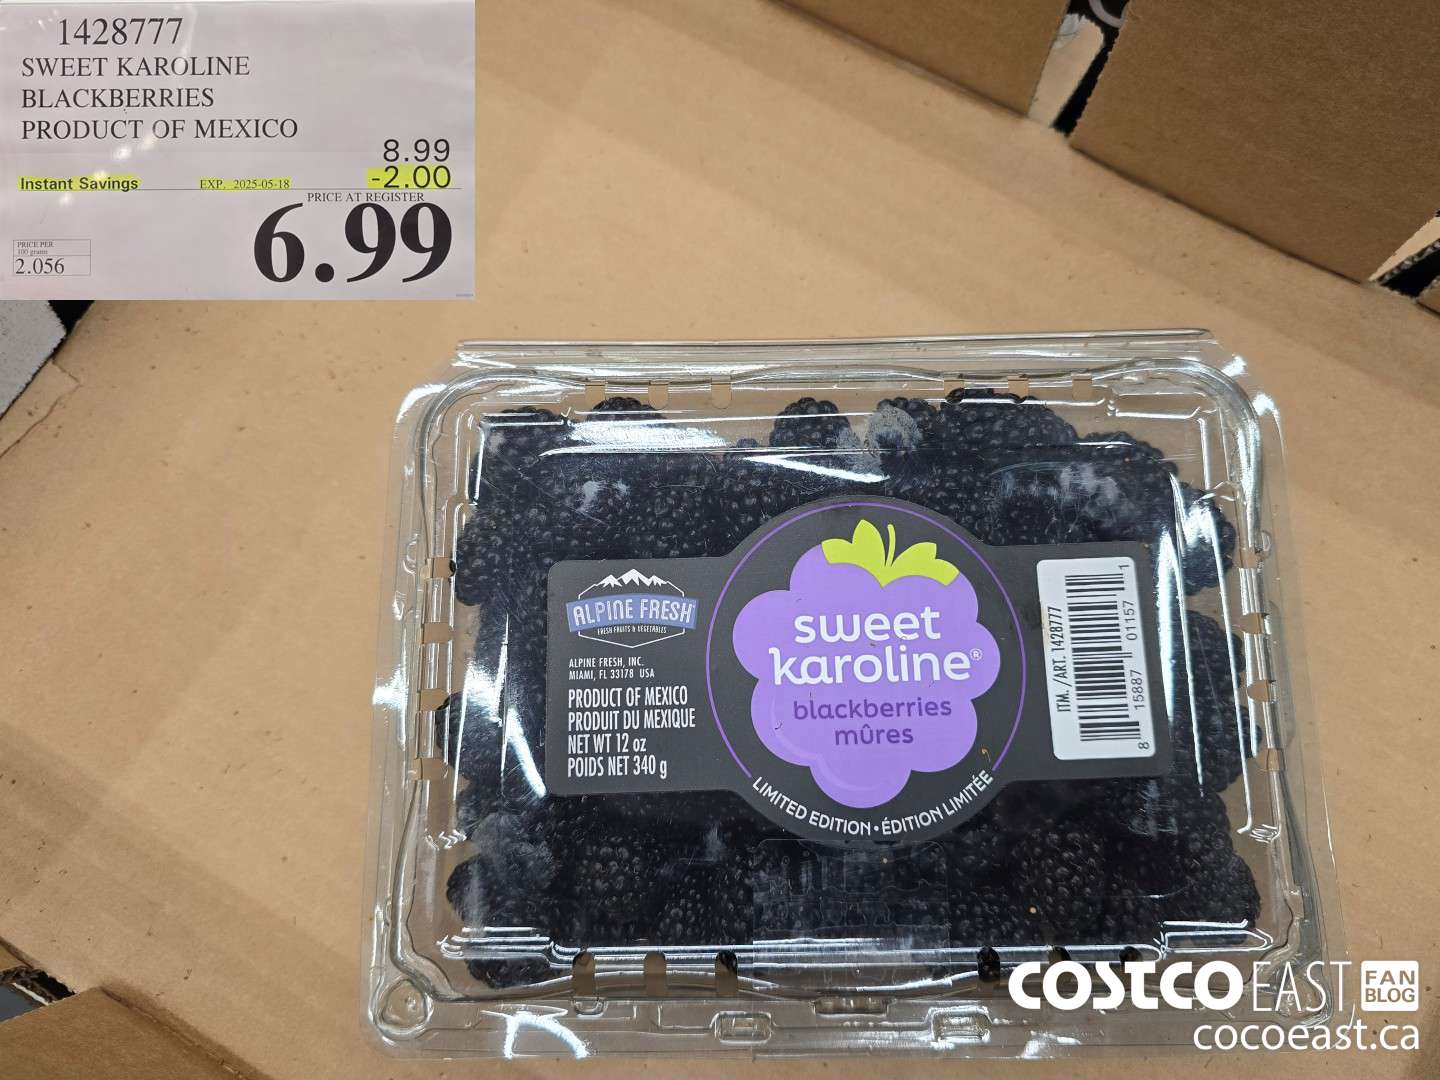 1428777
SWEET KAROLINE
BLACKBERRIES
PRODUCT OF MEXICO
8.99
Instant Savings EXP. 2025-05-18 -2.00
PRICE AT REGISTER
6.99
PRICE PER
100 grams
2.056
ALPINE FRESH
FRESH FRUITS & VEGETABLES
ALPINE FRESH, INC.
MIAMI, FL 33178 USA
PRODUCT OF MEXICO
PRODUIT DU MEXIQUE
NET WT 12 oz
POIDS NET 340 g
sweet
karoline®
blackberries
mûres
LIMITED EDITION • ÉDITION LIMITÉE
ITM. /ART. 1428777
8 15887 01157 1
COSTCO EAST FAN
BLOG
cocoeast.ca